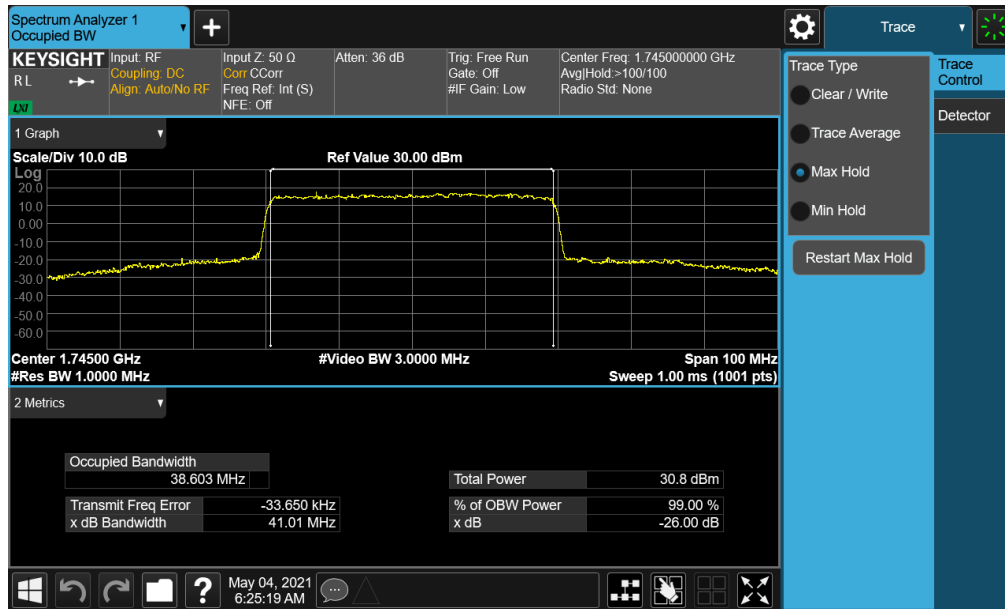 Spectrum Analyzer 1
Occupied BW
+
Trace
KEYSIGHT
R L
LXI
Input: RF
Coupling: DC
Align: Auto/No RF
Input Z: 50 Ω
Corr CCorr
Freq Ref: Int (S)
NFE: Off
Atten: 36 dB
Trig: Free Run
Gate: Off
#IF Gain: Low
Center Freq: 1.745000000 GHz
Avg|Hold:>100/100
Radio Std: None
Trace Type
Clear / Write
Trace Average
Max Hold
Min Hold
Restart Max Hold
Trace
Control
Detector
1 Graph
Scale/Div 10.0 dB
Ref Value 30.00 dBm
Log
20.0
10.0
0.00
-10.0
-20.0
-30.0
-40.0
-50.0
-60.0
Center 1.74500 GHz
#Video BW 3.0000 MHz
Span 100 MHz
#Res BW 1.0000 MHz
Sweep 1.00 ms (1001 pts)
2 Metrics
Occupied Bandwidth
38.603 MHz
Total Power 30.8 dBm
Transmit Freq Error -33.650 kHz
% of OBW Power 99.00 %
x dB Bandwidth 41.01 MHz
x dB -26.00 dB
?
May 04, 2021
6:25:19 AM